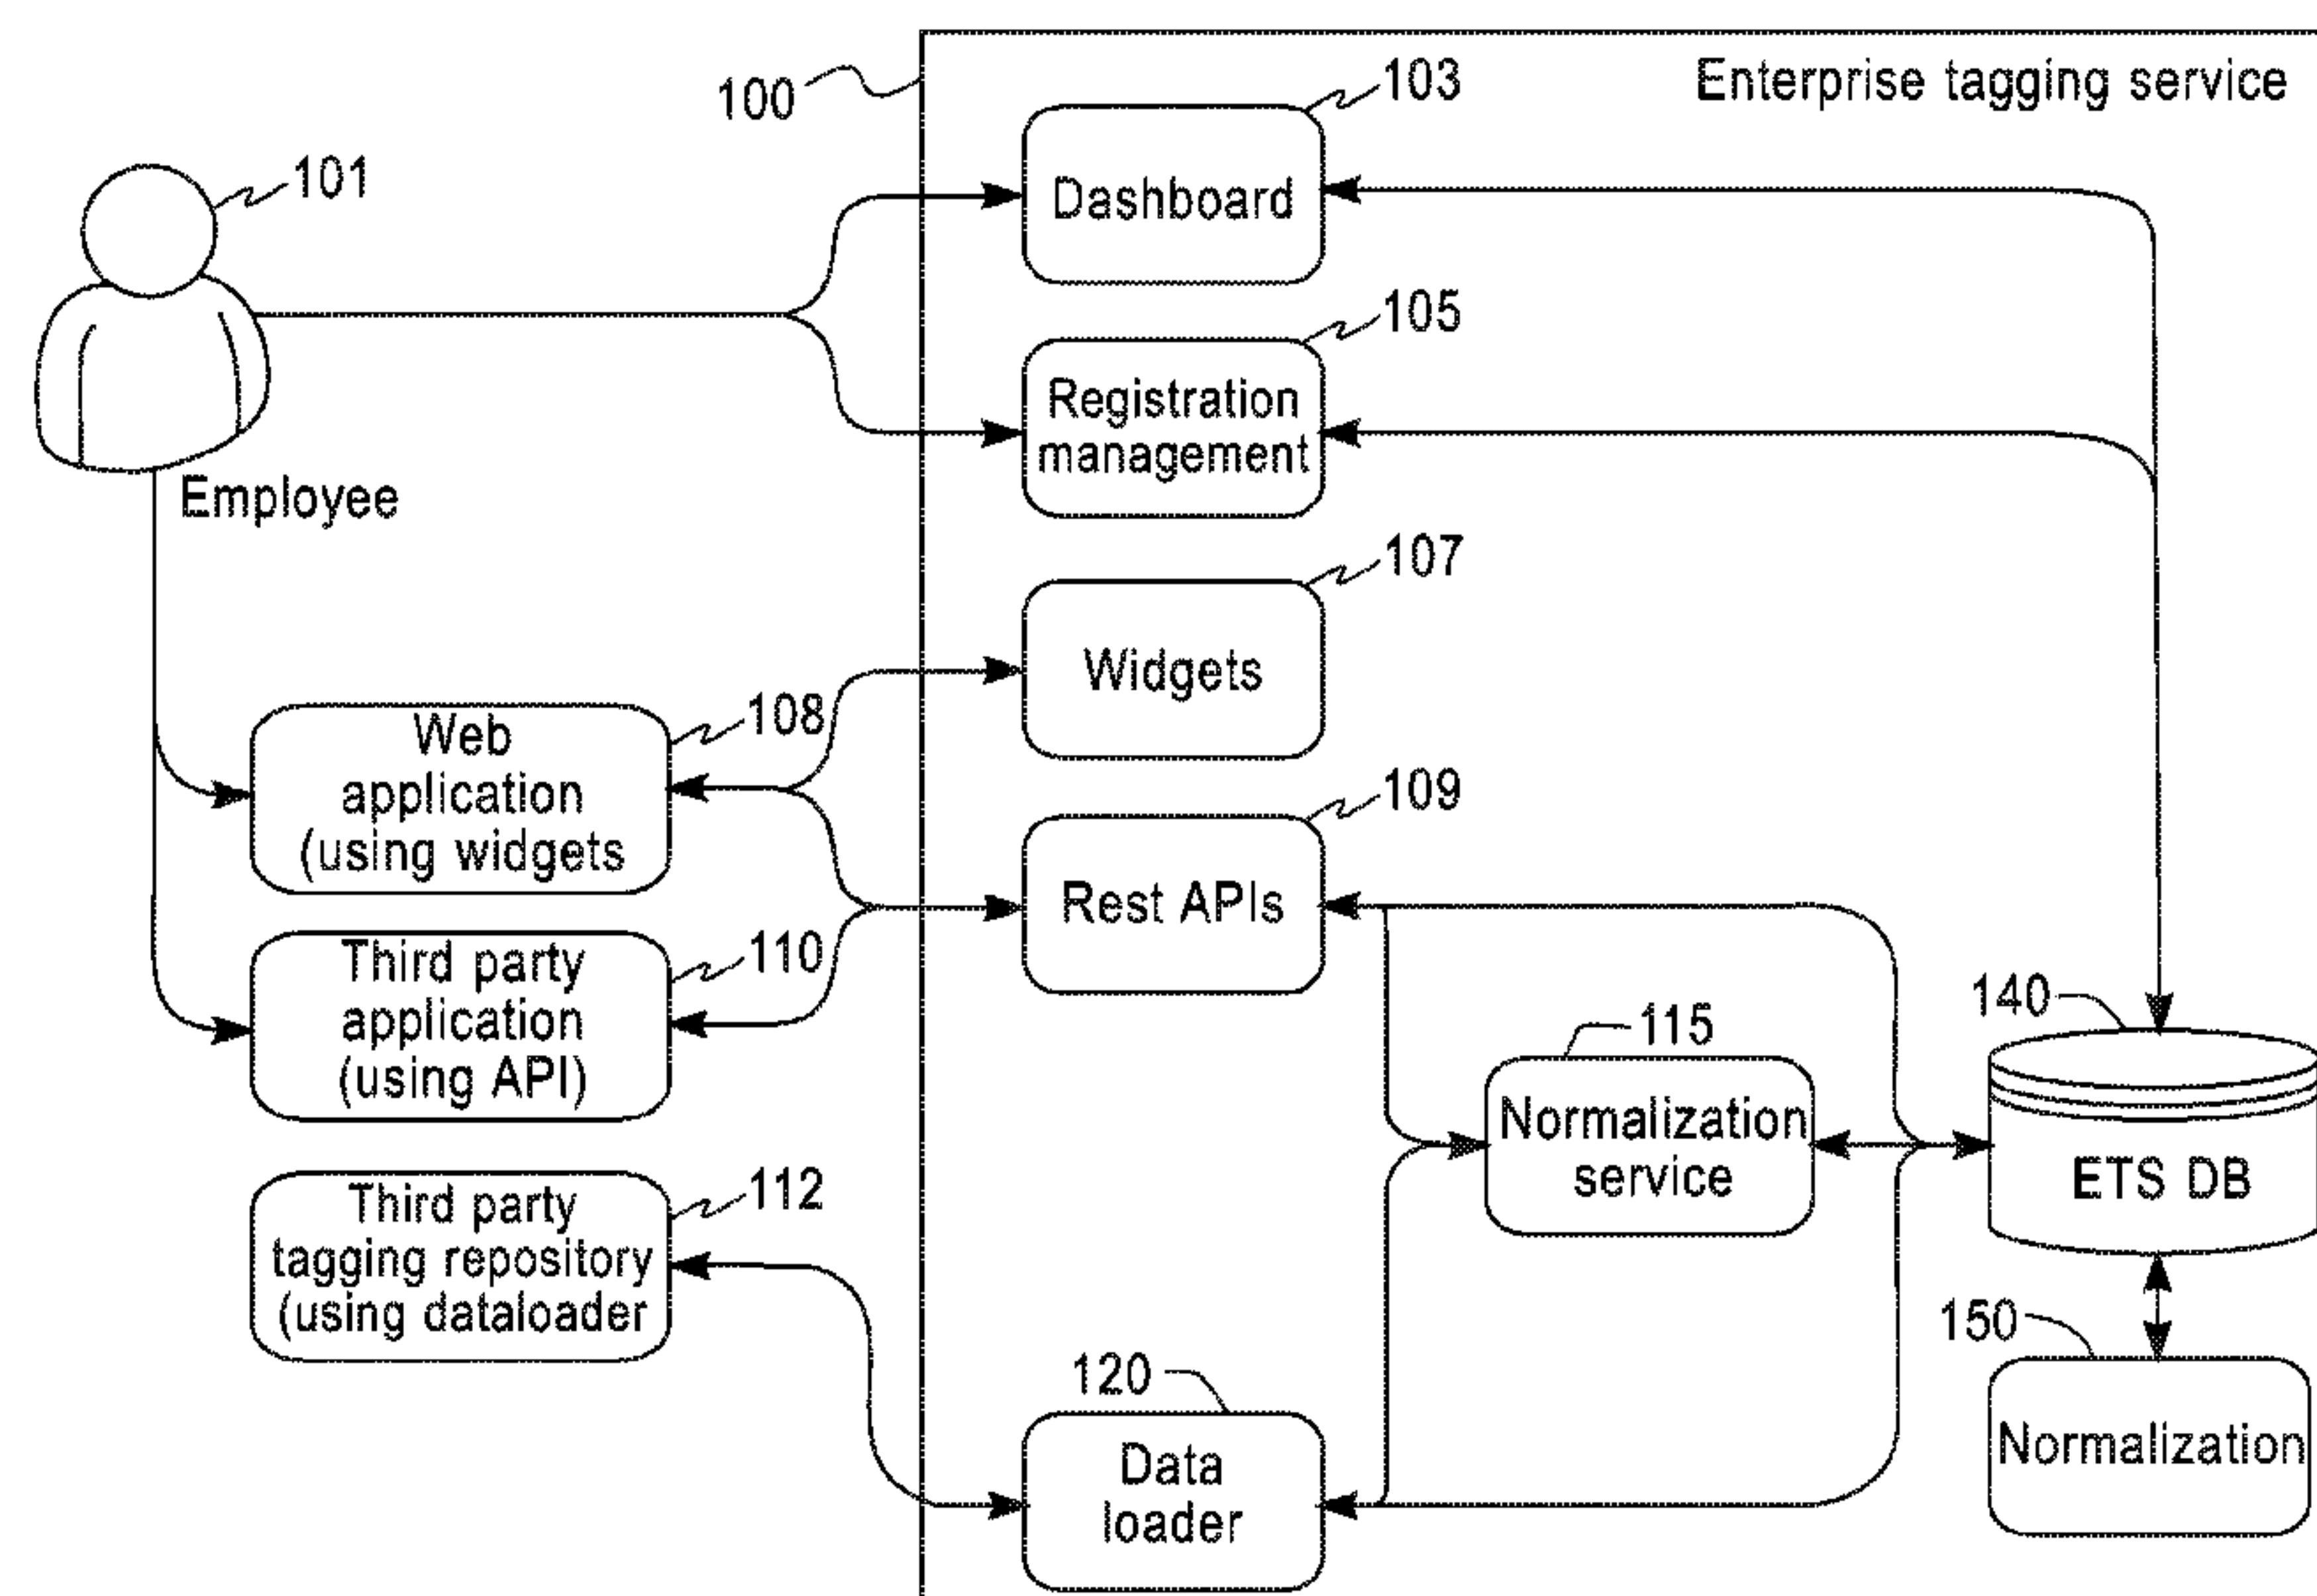 100
103
Enterprise tagging service
101
Dashboard
105
Registration
management
Employee
107
Widgets
108
Web
application
(using widgets
109
Rest APIs
110
Third party
application
(using API)
140
115
Normalization
service
ETS DB
112
Third party
tagging repository
(using dataloader
120
Data
loader
150
Normalization